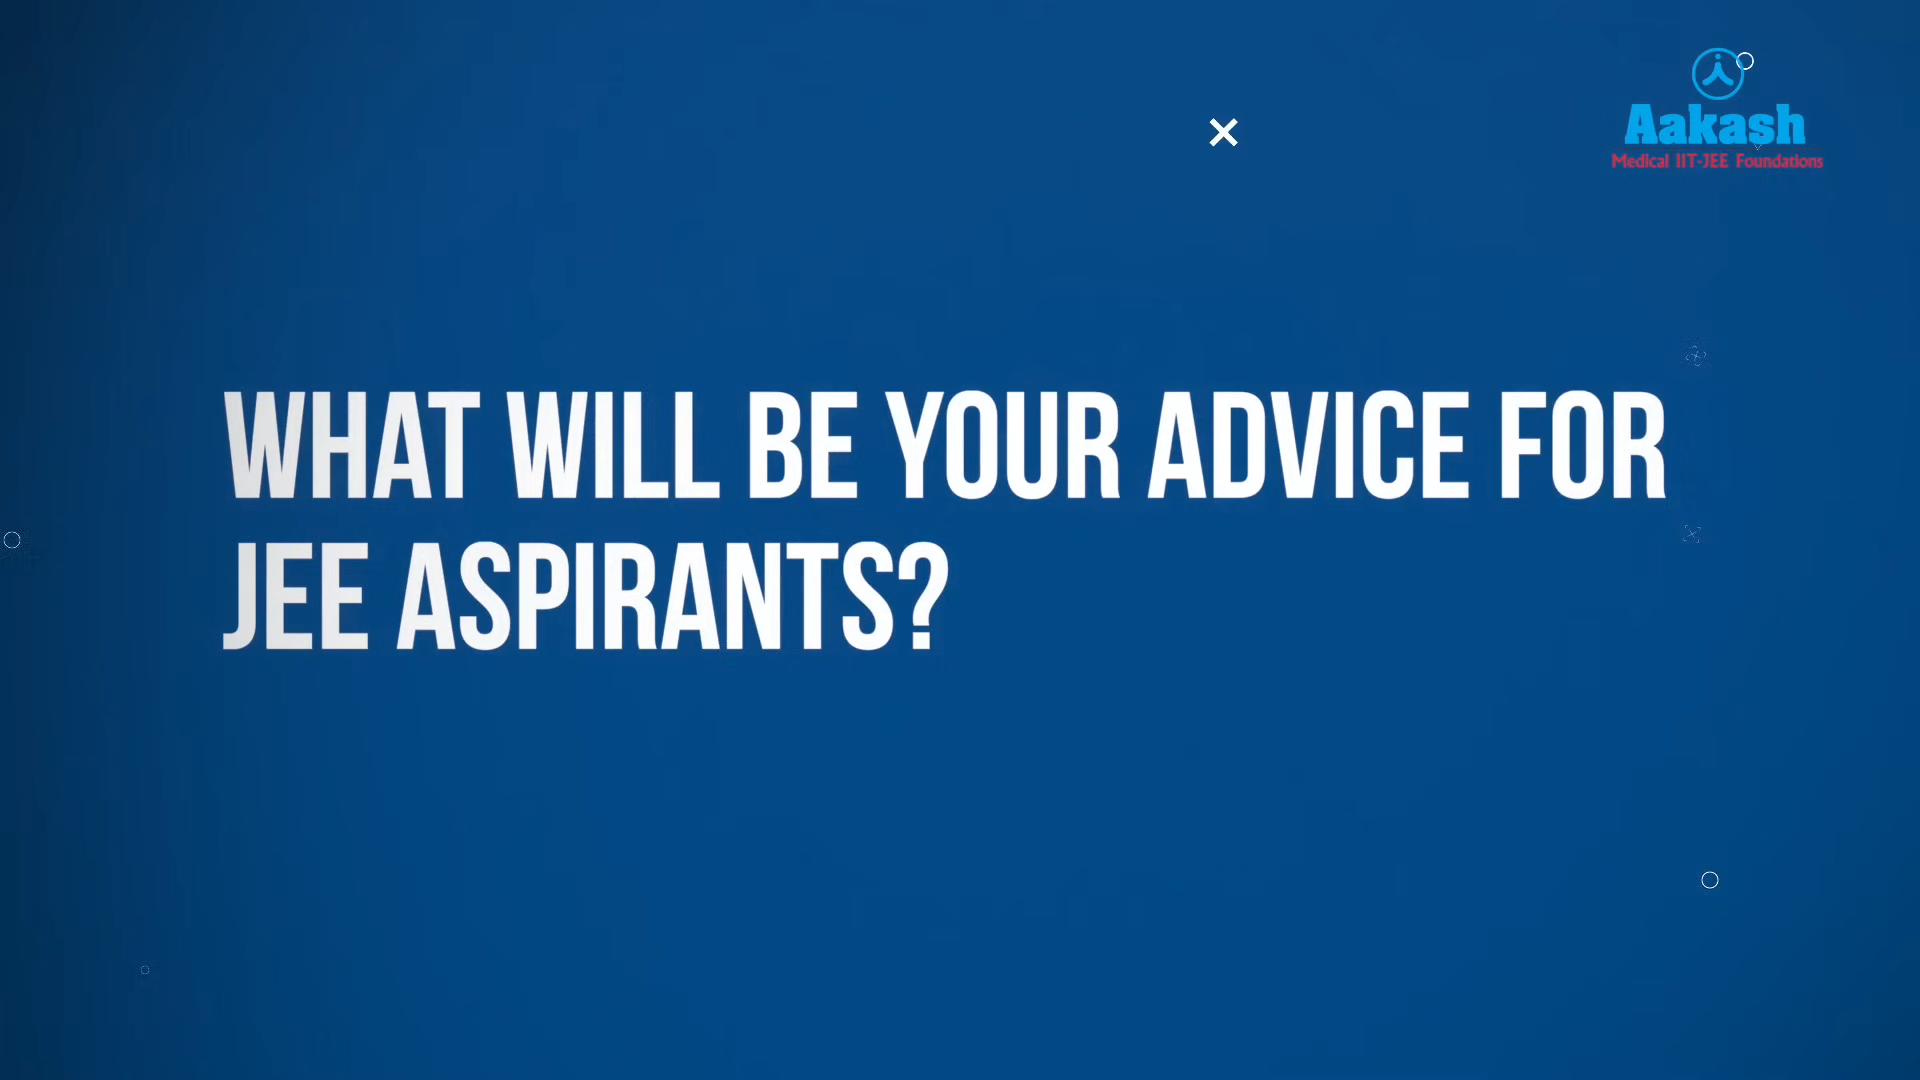 Aakash
Medical IIT-JEE Foundations
WHAT WILL BE YOUR ADVICE FOR
JEE ASPIRANTS?